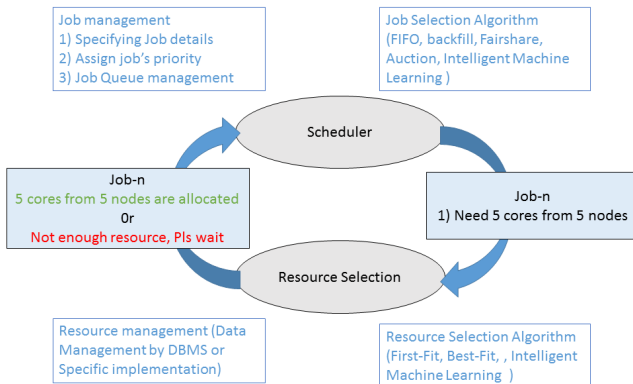 Job management
1) Specifying Job details
2) Assign job's priority
3) Job Queue management
Job Selection Algorithm
(FIFO, backfill, Fairshare,
Auction, Intelligent Machine
Learning )
Scheduler
Job-n
5 cores from 5 nodes are allocated
0r
Not enough resource, Pls wait
Job-n
1) Need 5 cores from 5 nodes
Resource Selection
Resource management (Data
Management by DBMS or
Specific implementation)
Resource Selection Algorithm
(First-Fit, Best-Fit, , Intelligent
Machine Learning )